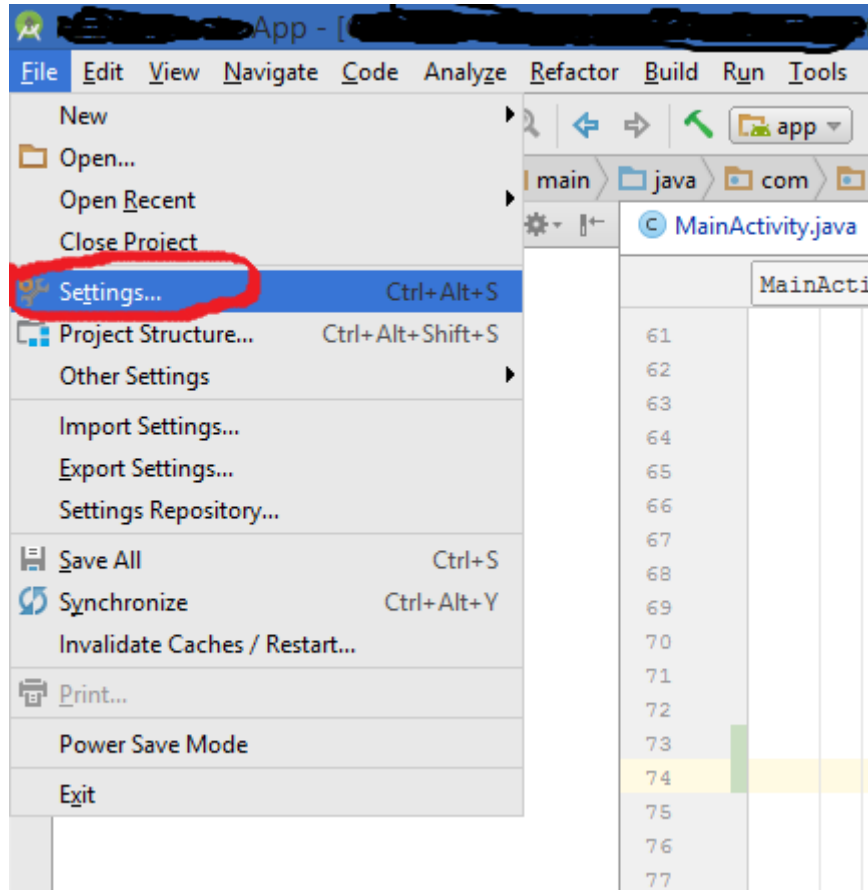 App - [
File Edit View Navigate Code Analyze Refactor Build Run Tools
New
Open...
Open Recent
Close Project
Settings... Ctrl+Alt+S
Project Structure... Ctrl+Alt+Shift+S
Other Settings
Import Settings...
Export Settings...
Settings Repository...
Save All Ctrl+S
Synchronize Ctrl+Alt+Y
Invalidate Caches / Restart...
Print...
Power Save Mode
Exit
app
main java com
MainActivity.java
MainActi
61
62
63
64
65
66
67
68
69
70
71
72
73
74
75
76
77